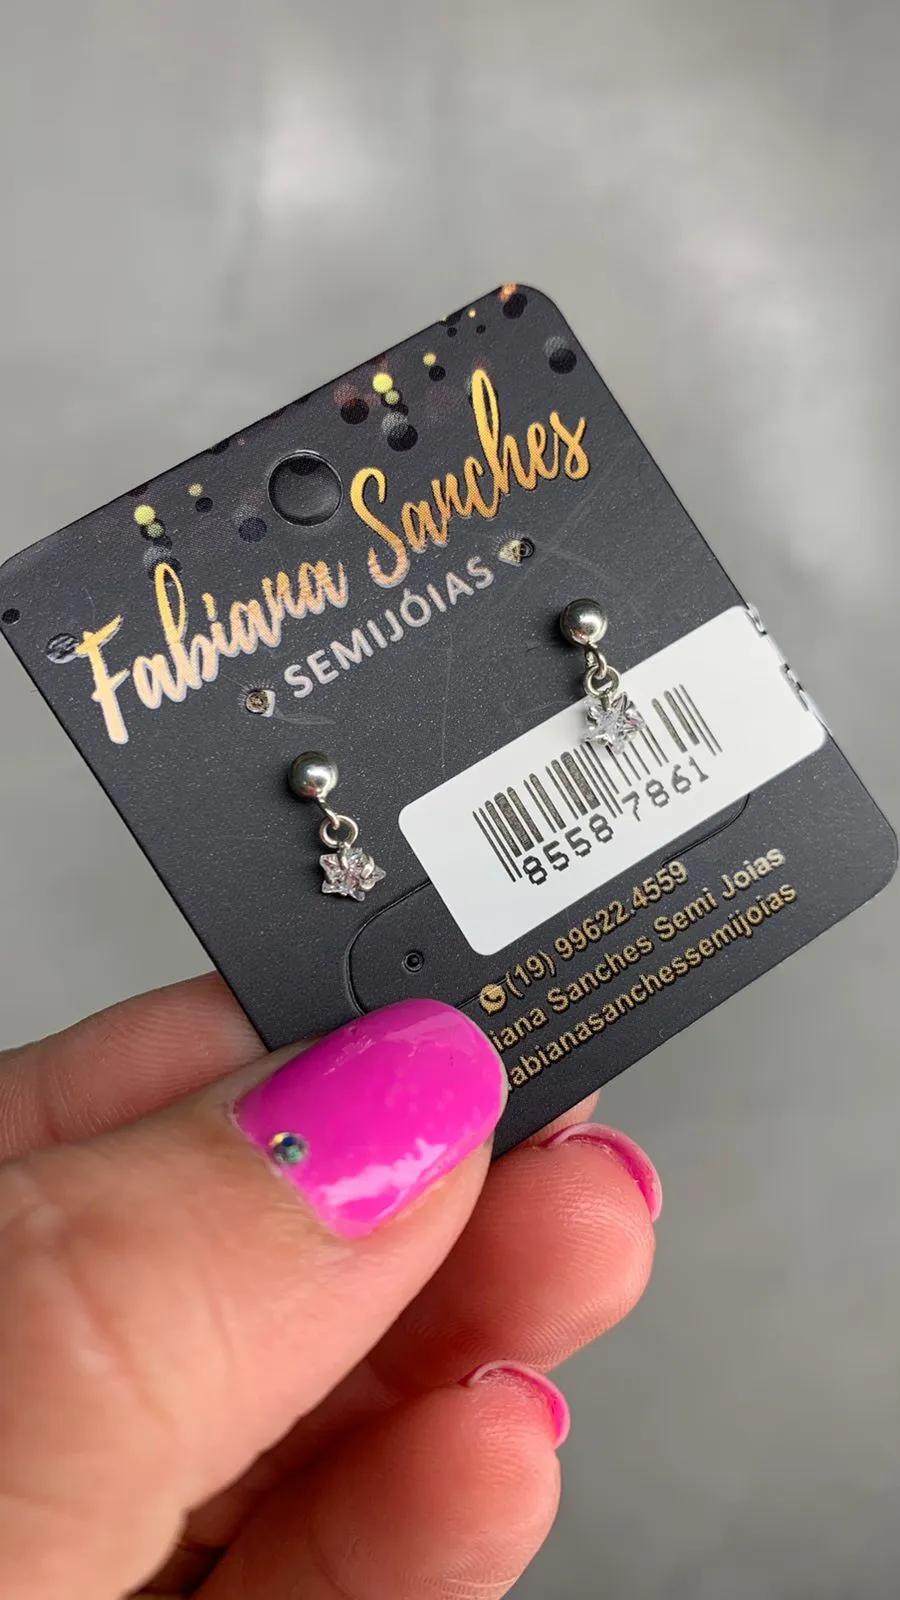 Fabiana Sanches
SEMIJÓIAS
8558 7861
(19) 99622.4559
iana Sanches Semi Joias
abianasanchessemijoias